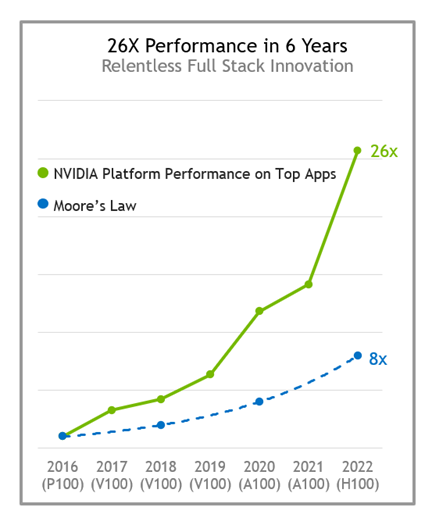 26X Performance in 6 Years
Relentless Full Stack Innovation
26x
NVIDIA Platform Performance on Top Apps
Moore's Law
8x
2016 2017 2018 2019 2020 2021 2022
(P100) (V100) (V100) (V100) (A100) (A100) (H100)